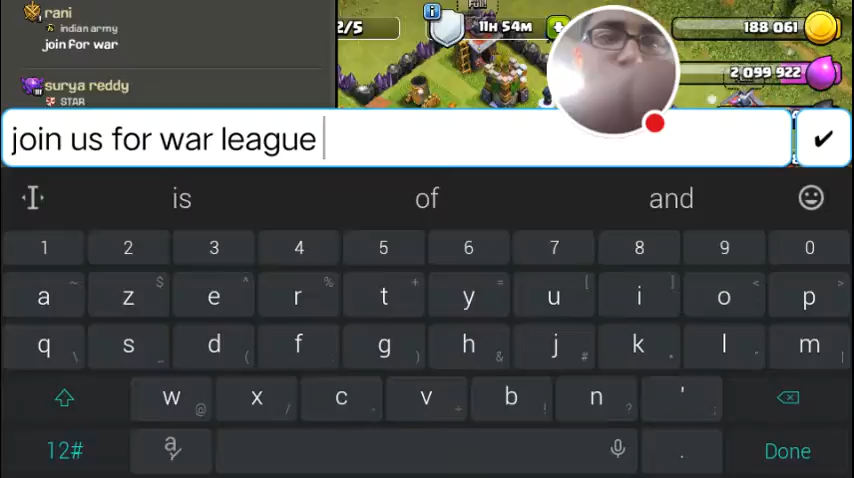 rani
indian army
join for war
surya reddy
STAR
2/5
Full!
i
11h 54m
+
188 061
2 099 922
join us for war league
is of and
1 2 3 4 5 6 7 8 9 0
a ~ z $ e ^ r % t + y = u [ i ] o < p >
q \ s _ d ( f g ) h & j # k * l " m |
w @ x / c - v ÷ b ! n ? ' ;
12# a . Done